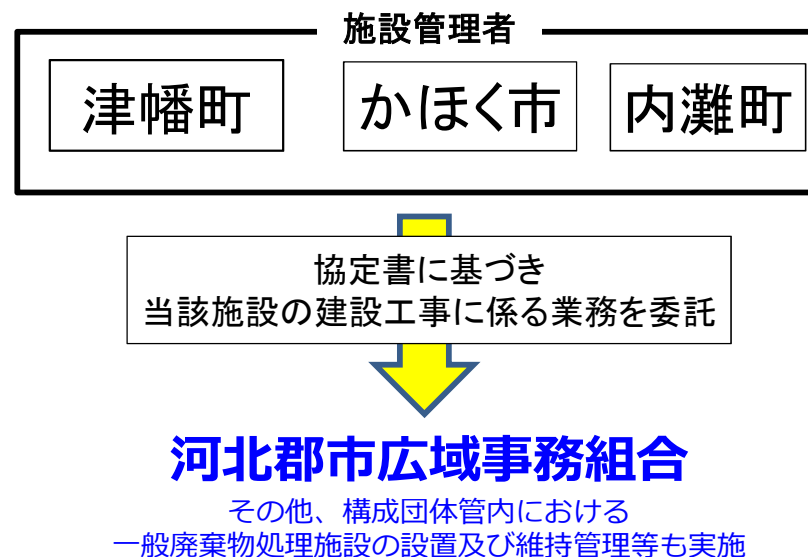 施設管理者
津幡町 かほく市 内灘町
協定書に基づき
当該施設の建設工事に係る業務を委託
河北郡市広域事務組合
その他、構成団体管内における
一般廃棄物処理施設の設置及び維持管理等も実施